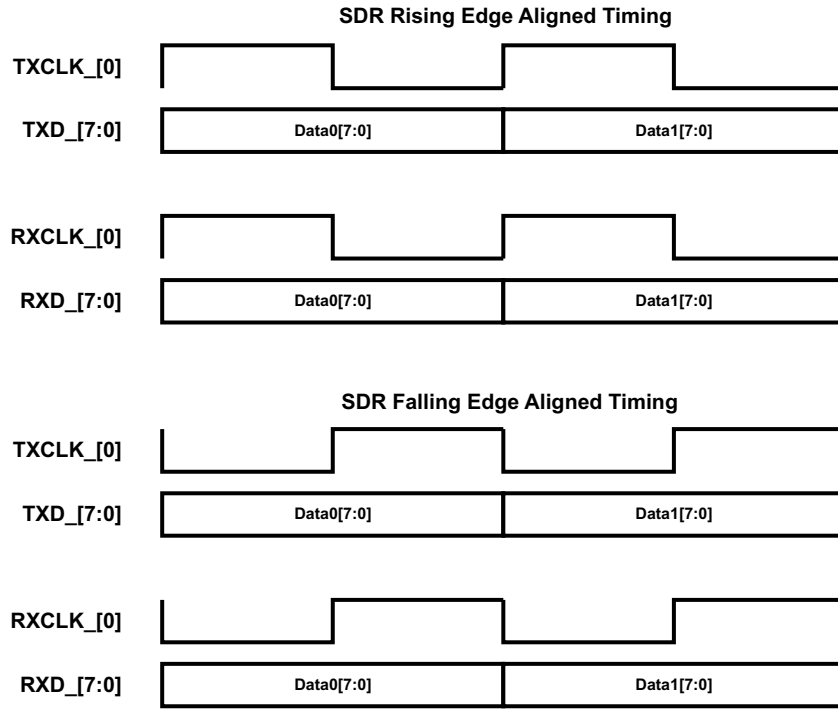 SDR Rising Edge Aligned Timing
TXCLK_[0]
TXD_[7:0] Data0[7:0] Data1[7:0]
RXCLK_[0]
RXD_[7:0] Data0[7:0] Data1[7:0]
SDR Falling Edge Aligned Timing
TXCLK_[0]
TXD_[7:0] Data0[7:0] Data1[7:0]
RXCLK_[0]
RXD_[7:0] Data0[7:0] Data1[7:0]